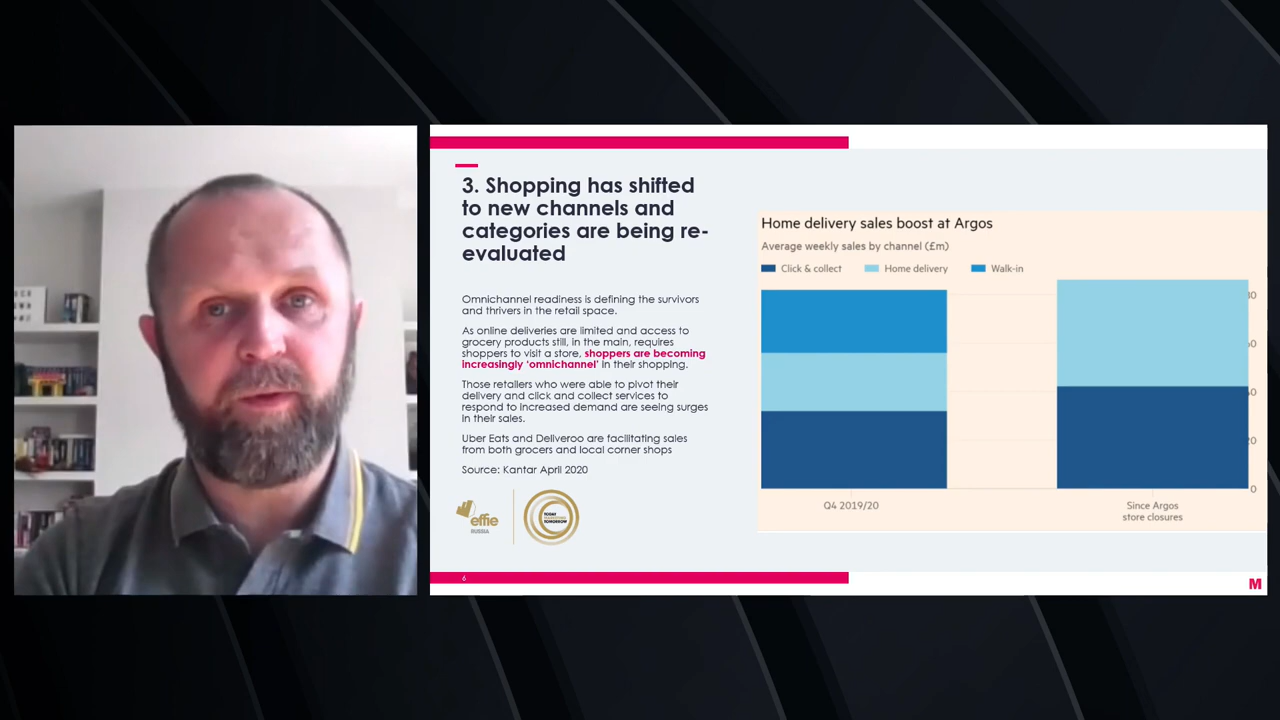 3. Shopping has shifted
to new channels and
categories are being re-
evaluated
Omnichannel readiness is defining the survivors
and thrivers in the retail space.
As online deliveries are limited and access to
grocery products still, in the main, requires
shoppers to visit a store, shoppers are becoming
increasingly ‘omnichannel’ in their shopping.
Those retailers who were able to pivot their
delivery and click and collect services to
respond to increased demand are seeing surges
in their sales.
Uber Eats and Deliveroo are facilitating sales
from both grocers and local corner shops
Source: Kantar April 2020
effie
RUSSIA
TODAY
TOMORROW
6
Home delivery sales boost at Argos
Average weekly sales by channel (£m)
Click & collect Home delivery Walk-in
0
Q4 2019/20
Since Argos
store closures
M